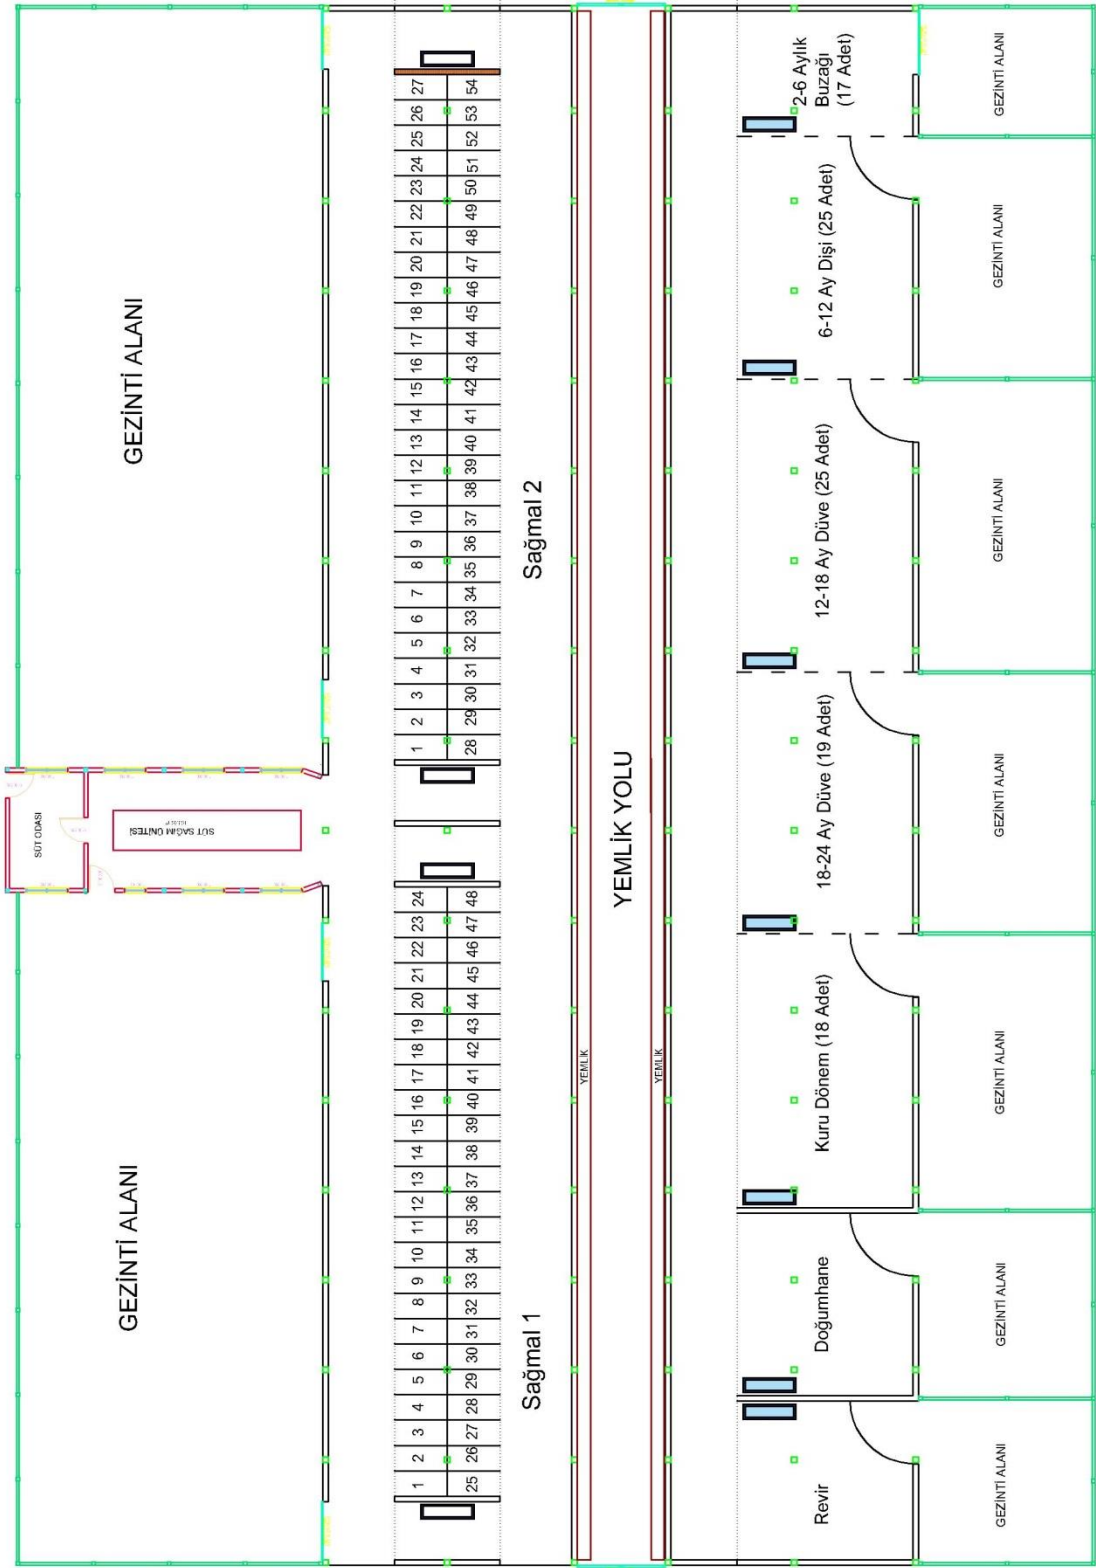 GEZİNTİ ALANI
GEZİNTİ ALANI
SÜT ODASI
SÜT SAĞIM ÜNİTESİ
27 26 25 24 23 22 21 20 19 18 17 16 15 14 13 12 11 10 9 8 7 6 5 4 3 2 1
54 53 52 51 50 49 48 47 46 45 44 43 42 41 40 39 38 37 36 35 34 33 32 31 30 29 28
Sağmal 2
24 23 22 21 20 19 18 17 16 15 14 13 12 11 10 9 8 7 6 5 4 3 2 1
48 47 46 45 44 43 42 41 40 39 38 37 36 35 34 33 32 31 30 29 28 27 26 25
Sağmal 1
YEMLİK
YEMLİK YOLU
YEMLİK
2-6 Aylık
Buzağı
(17 Adet)
6-12 Ay Dişi (25 Adet)
12-18 Ay Düve (25 Adet)
18-24 Ay Düve (19 Adet)
Kuru Dönem (18 Adet)
Doğumhane
Revir
GEZİNTİ ALANI
GEZİNTİ ALANI
GEZİNTİ ALANI
GEZİNTİ ALANI
GEZİNTİ ALANI
GEZİNTİ ALANI
GEZİNTİ ALANI